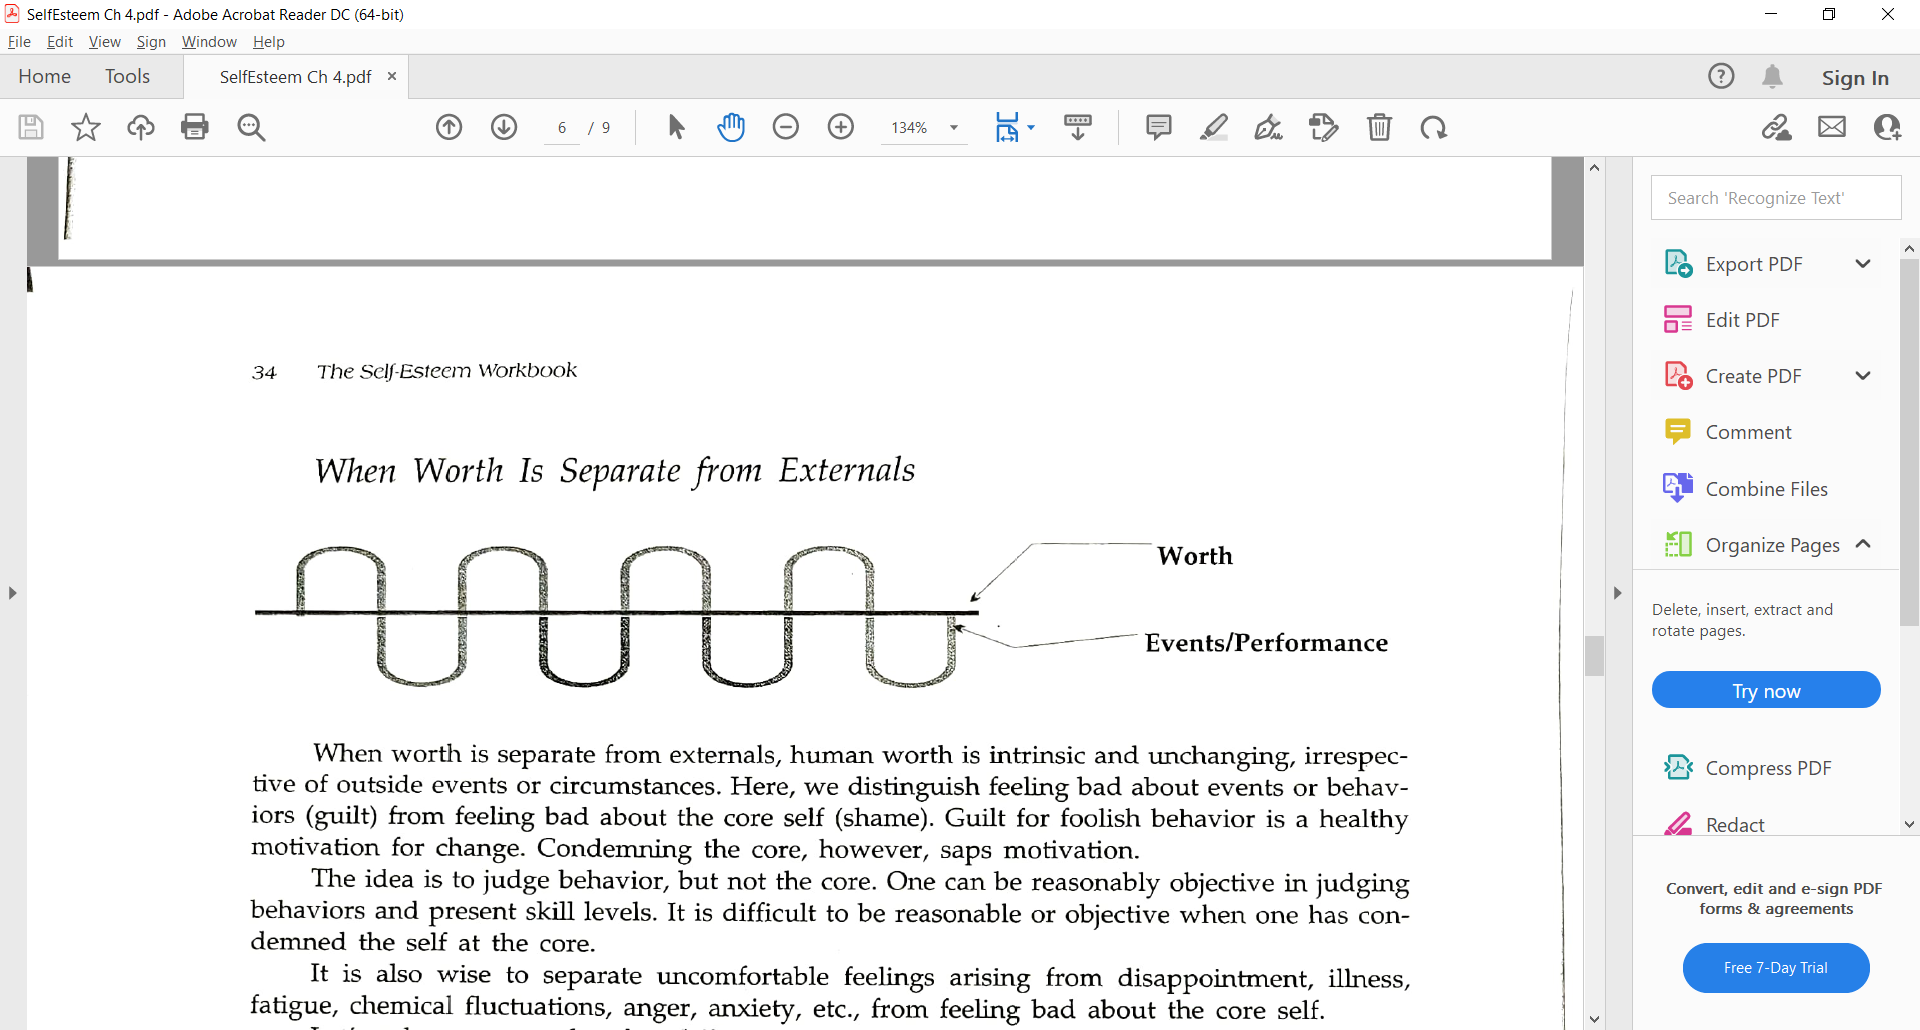 SelfEsteem Ch 4.pdf - Adobe Acrobat Reader DC (64-bit)
File Edit View Sign Window Help
Home Tools SelfEsteem Ch 4.pdf × Sign In
6 / 9 134%
34 The Self-Esteem Workbook
When Worth Is Separate from Externals
Worth
Events/Performance
When worth is separate from externals, human worth is intrinsic and unchanging, irrespec-
tive of outside events or circumstances. Here, we distinguish feeling bad about events or behav-
iors (guilt) from feeling bad about the core self (shame). Guilt for foolish behavior is a healthy
motivation for change. Condemning the core, however, saps motivation.
The idea is to judge behavior, but not the core. One can be reasonably objective in judging
behaviors and present skill levels. It is difficult to be reasonable or objective when one has con-
demned the self at the core.
It is also wise to separate uncomfortable feelings arising from disappointment, illness,
fatigue, chemical fluctuations, anger, anxiety, etc., from feeling bad about the core self.
Search 'Recognize Text'
Export PDF
Edit PDF
Create PDF
Comment
Combine Files
Organize Pages
Delete, insert, extract and
rotate pages.
Try now
Compress PDF
Redact
Convert, edit and e-sign PDF
forms & agreements
Free 7-Day Trial